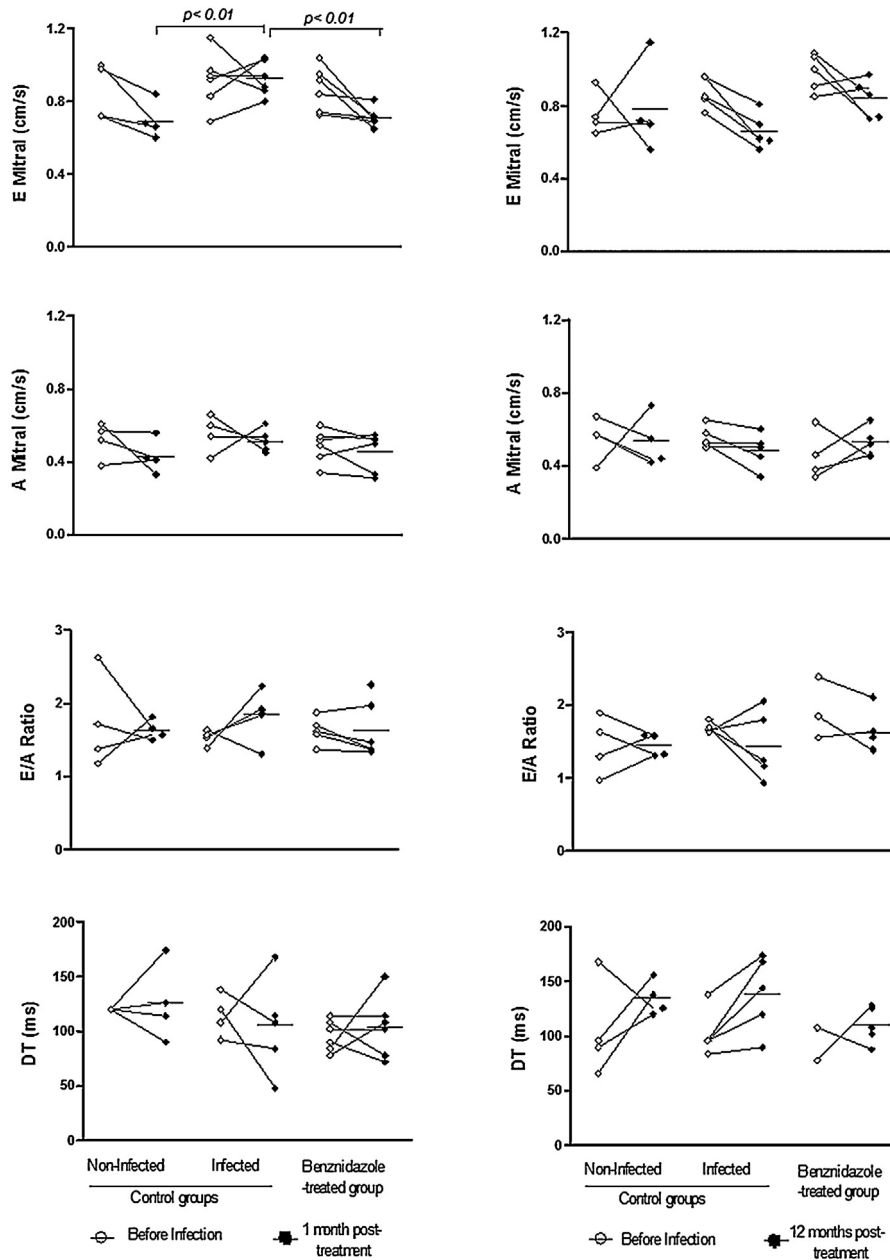 p< 0.01 p< 0.01
E Mitral (cm/s)
1.2
0.8
0.4
0.0
E Mitral (cm/s)
1.2
0.8
0.4
0.0
A Mitral (cm/s)
1.2
0.8
0.4
0.0
A Mitral (cm/s)
1.2
0.8
0.4
0.0
E/A Ratio
3
2
1
0
E/A Ratio
3
2
1
0
DT (ms)
200
150
100
50
0
DT (ms)
200
150
100
50
0
Non-Infected Infected Benznidazole
-treated group
Control groups
Before Infection 1 month post-
treatment
Non-Infected Infected Benznidazole
-treated group
Control groups
Before Infection 12 months post-
treatment